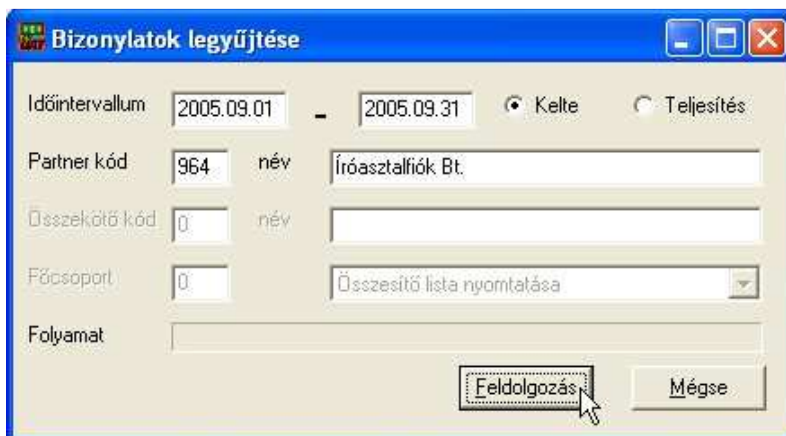 Bizonylatok legyűjtése
Időintervallum 2005.09.01 - 2005.09.31 Kelte Teljesítés
Partner kód 964 név Íróasztalfiók Bt.
Összekötő kód 0 név
Főcsoport 0 Összesítő lista nyomtatása
Folyamat
Feldolgozás Mégse